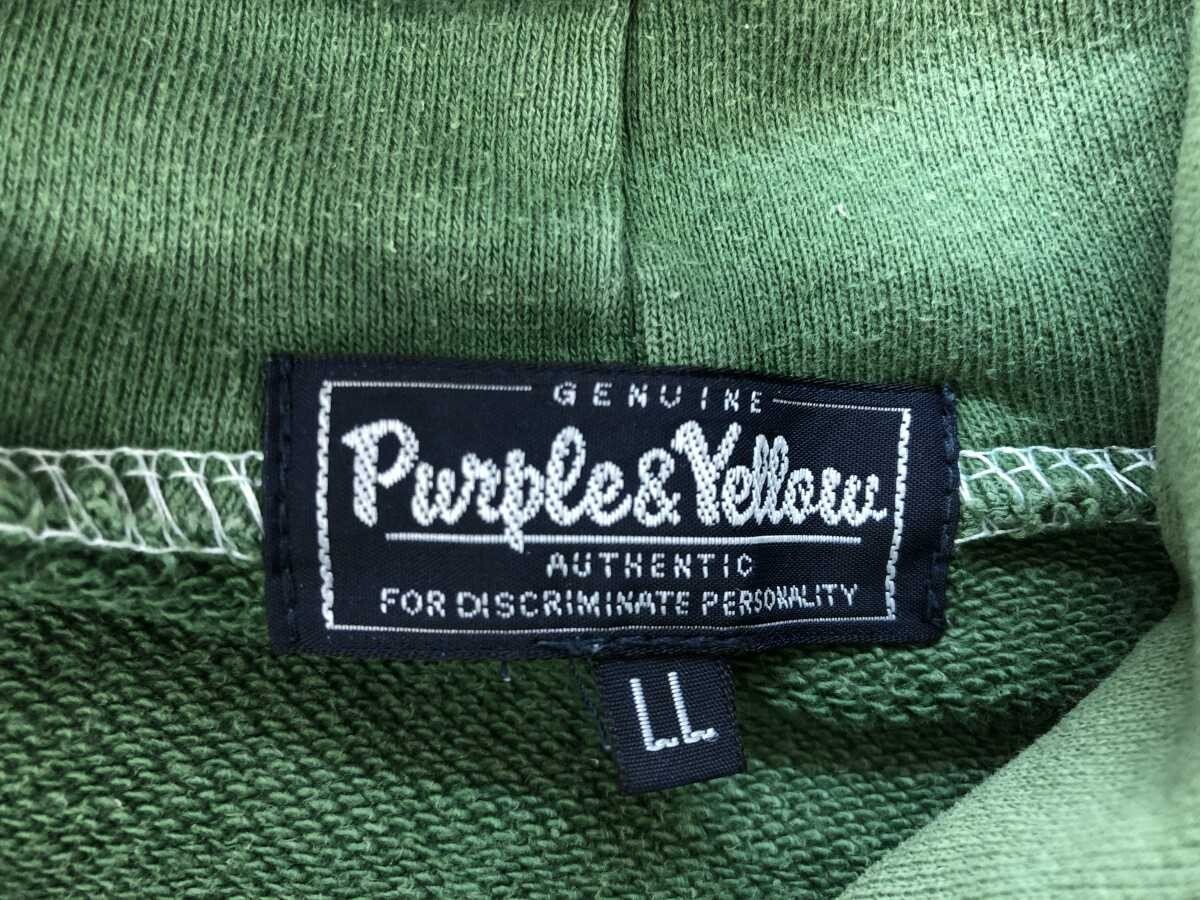 GENUINE
Purple & Yellow
AUTHENTIC
FOR DISCRIMINATE PERSONALITY
LL